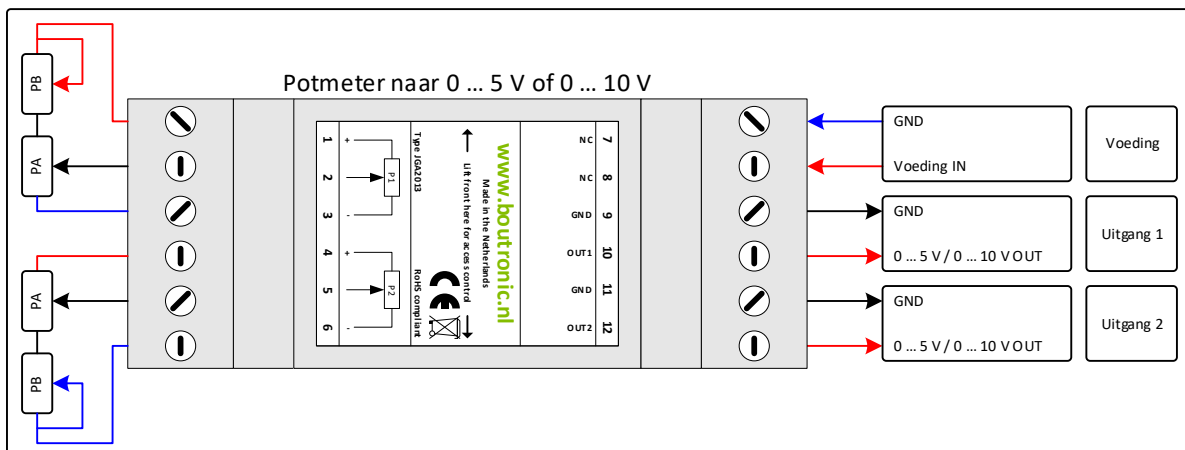 Potmeter naar 0 ... 5 V of 0 ... 10 V
PB
PA
PA
PB
1
2
3
4
5
6
+
-
+
-
P1
P2
Type JGA2013
RoHS compliant
Lift front here for access control
Made in the Netherlands
www.boutronic.nl
CE
NC
NC
GND
OUT1
GND
OUT2
7
8
9
10
11
12
GND
Voeding IN
Voeding
GND
0 ... 5 V / 0 ... 10 V OUT
Uitgang 1
GND
0 ... 5 V / 0 ... 10 V OUT
Uitgang 2